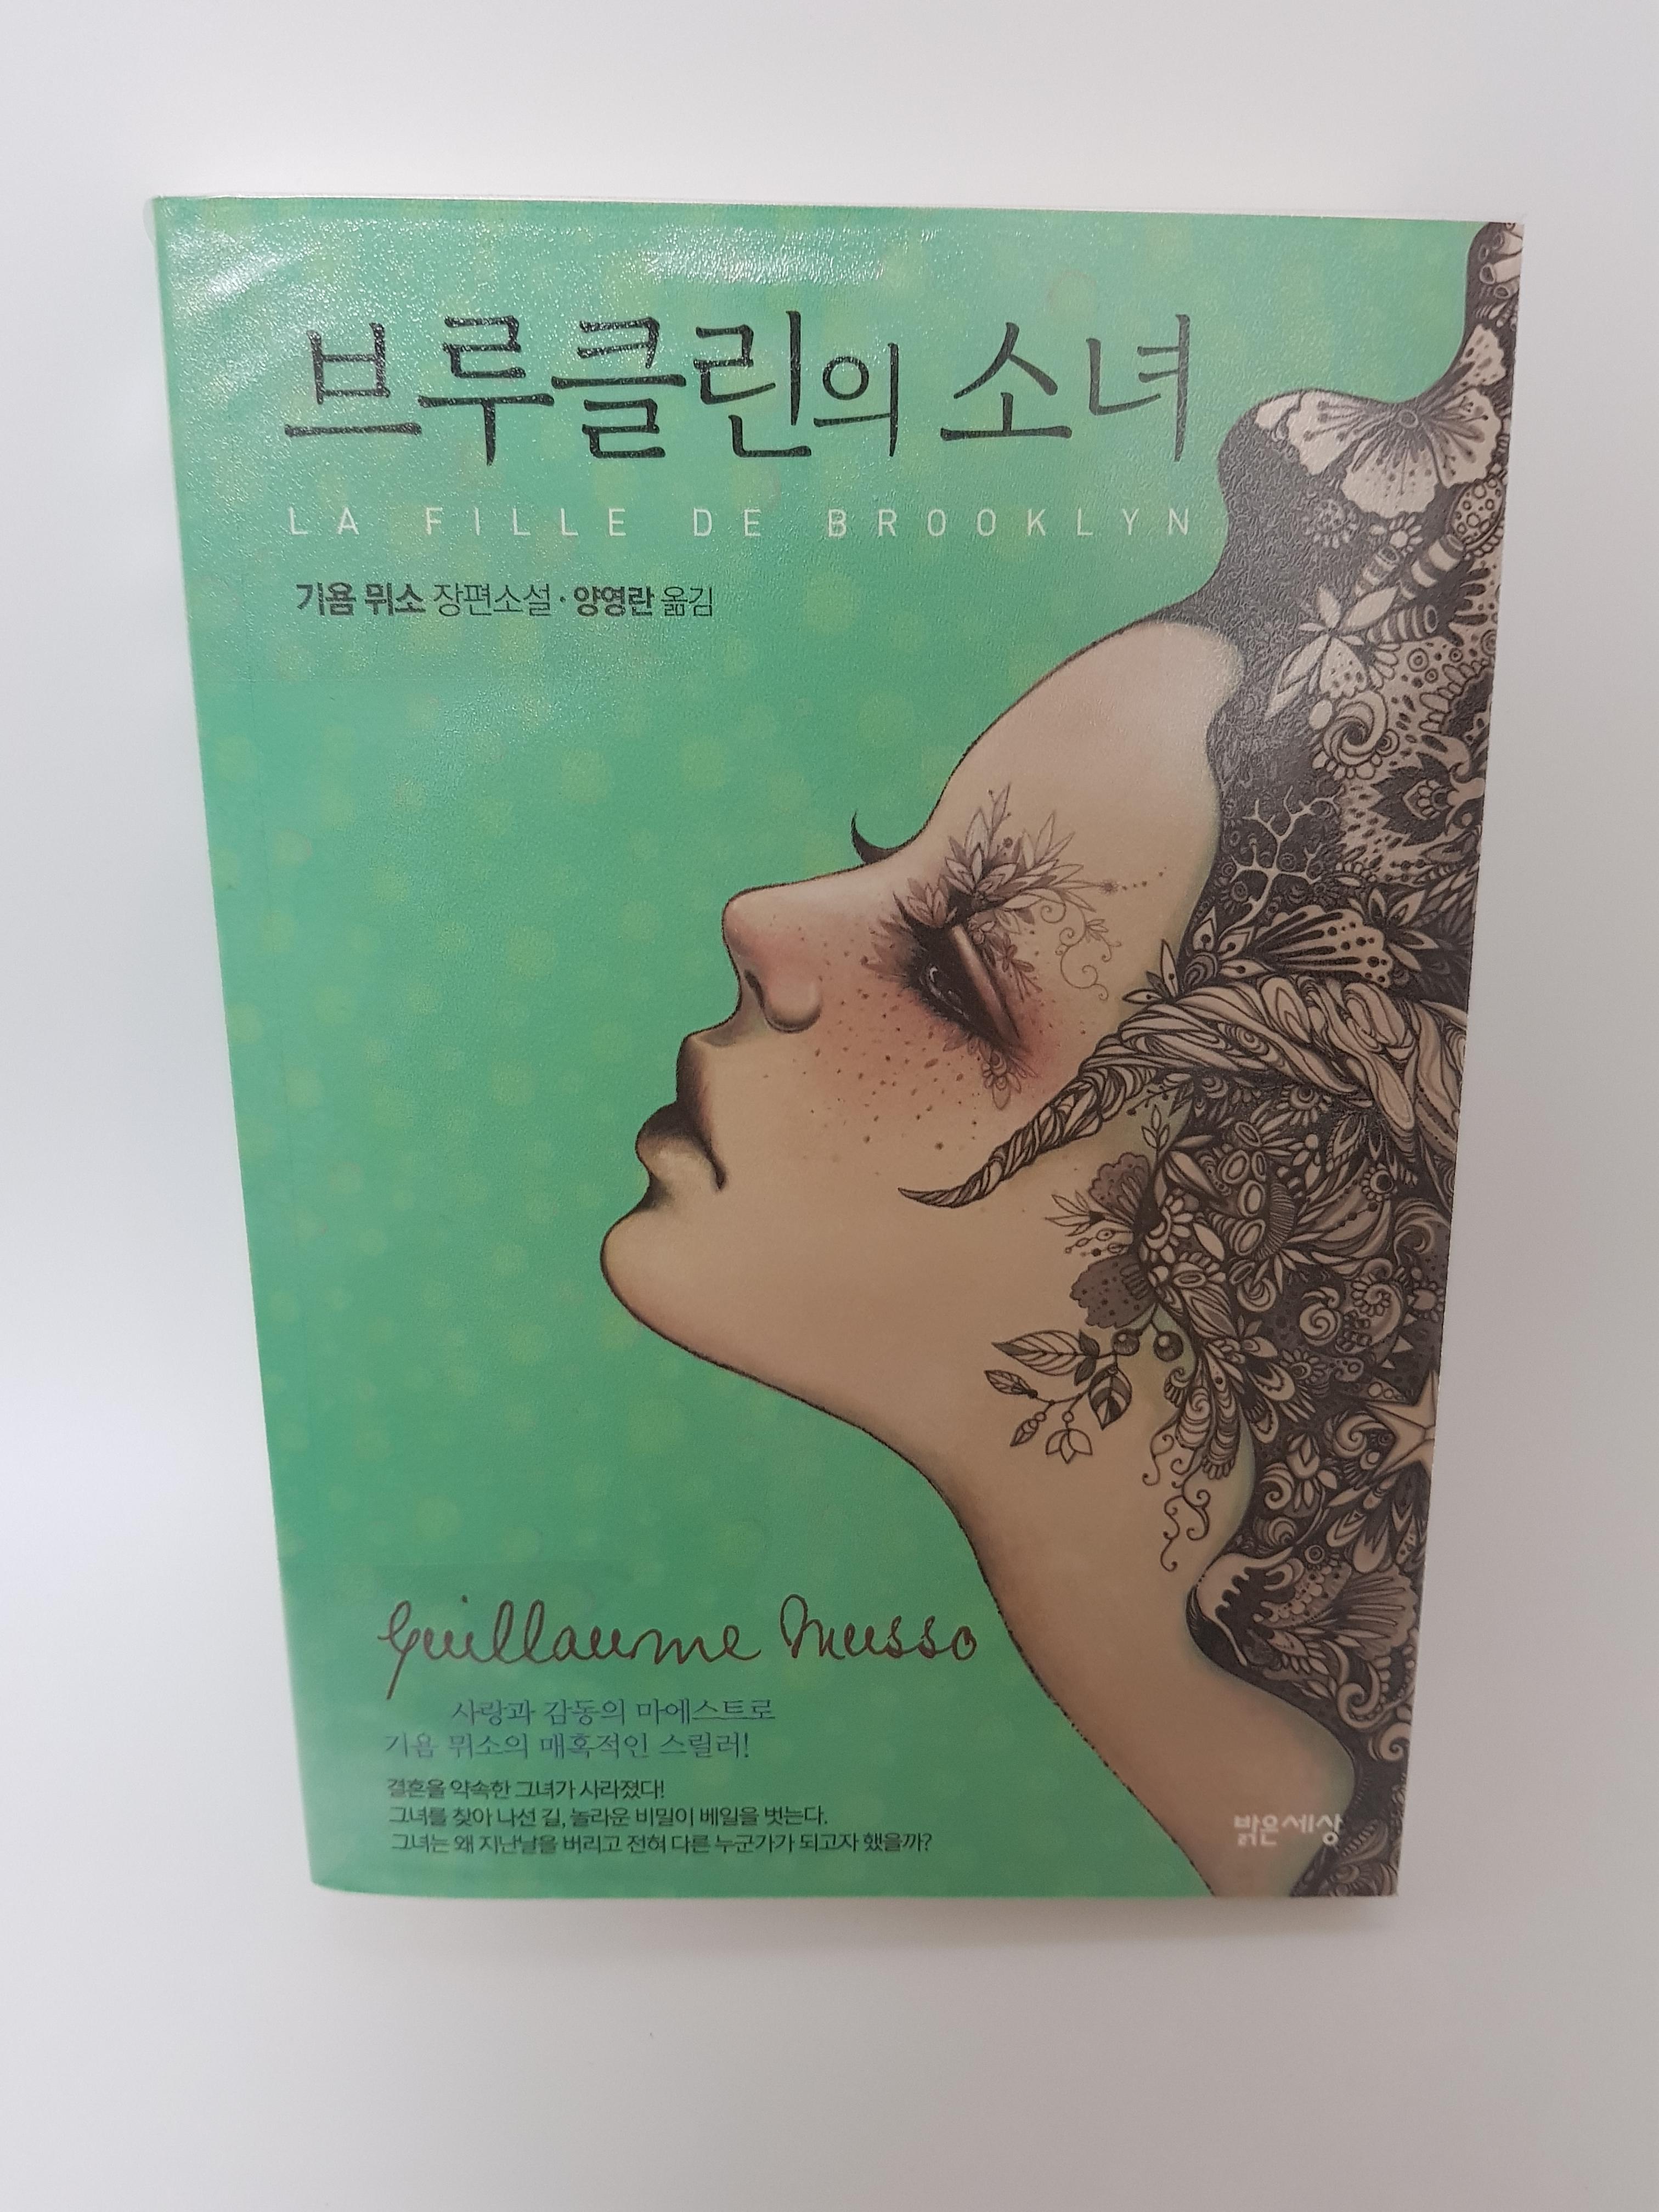 브루클린의 소녀
LA FILLE DE BROOKLYN
기욤 뮈소 장편소설 · 양영란 옮김
Guillaume Musso
사랑과 감동의 마에스트로
기욤 뮈소의 매혹적인 스릴러!
결혼을 약속한 그녀가 사라졌다!
그녀를 찾아 나선 길, 놀라운 비밀이 베일을 벗는다.
그녀는 왜 지난날을 버리고 전혀 다른 누군가가 되고자 했을까?
밝은세상